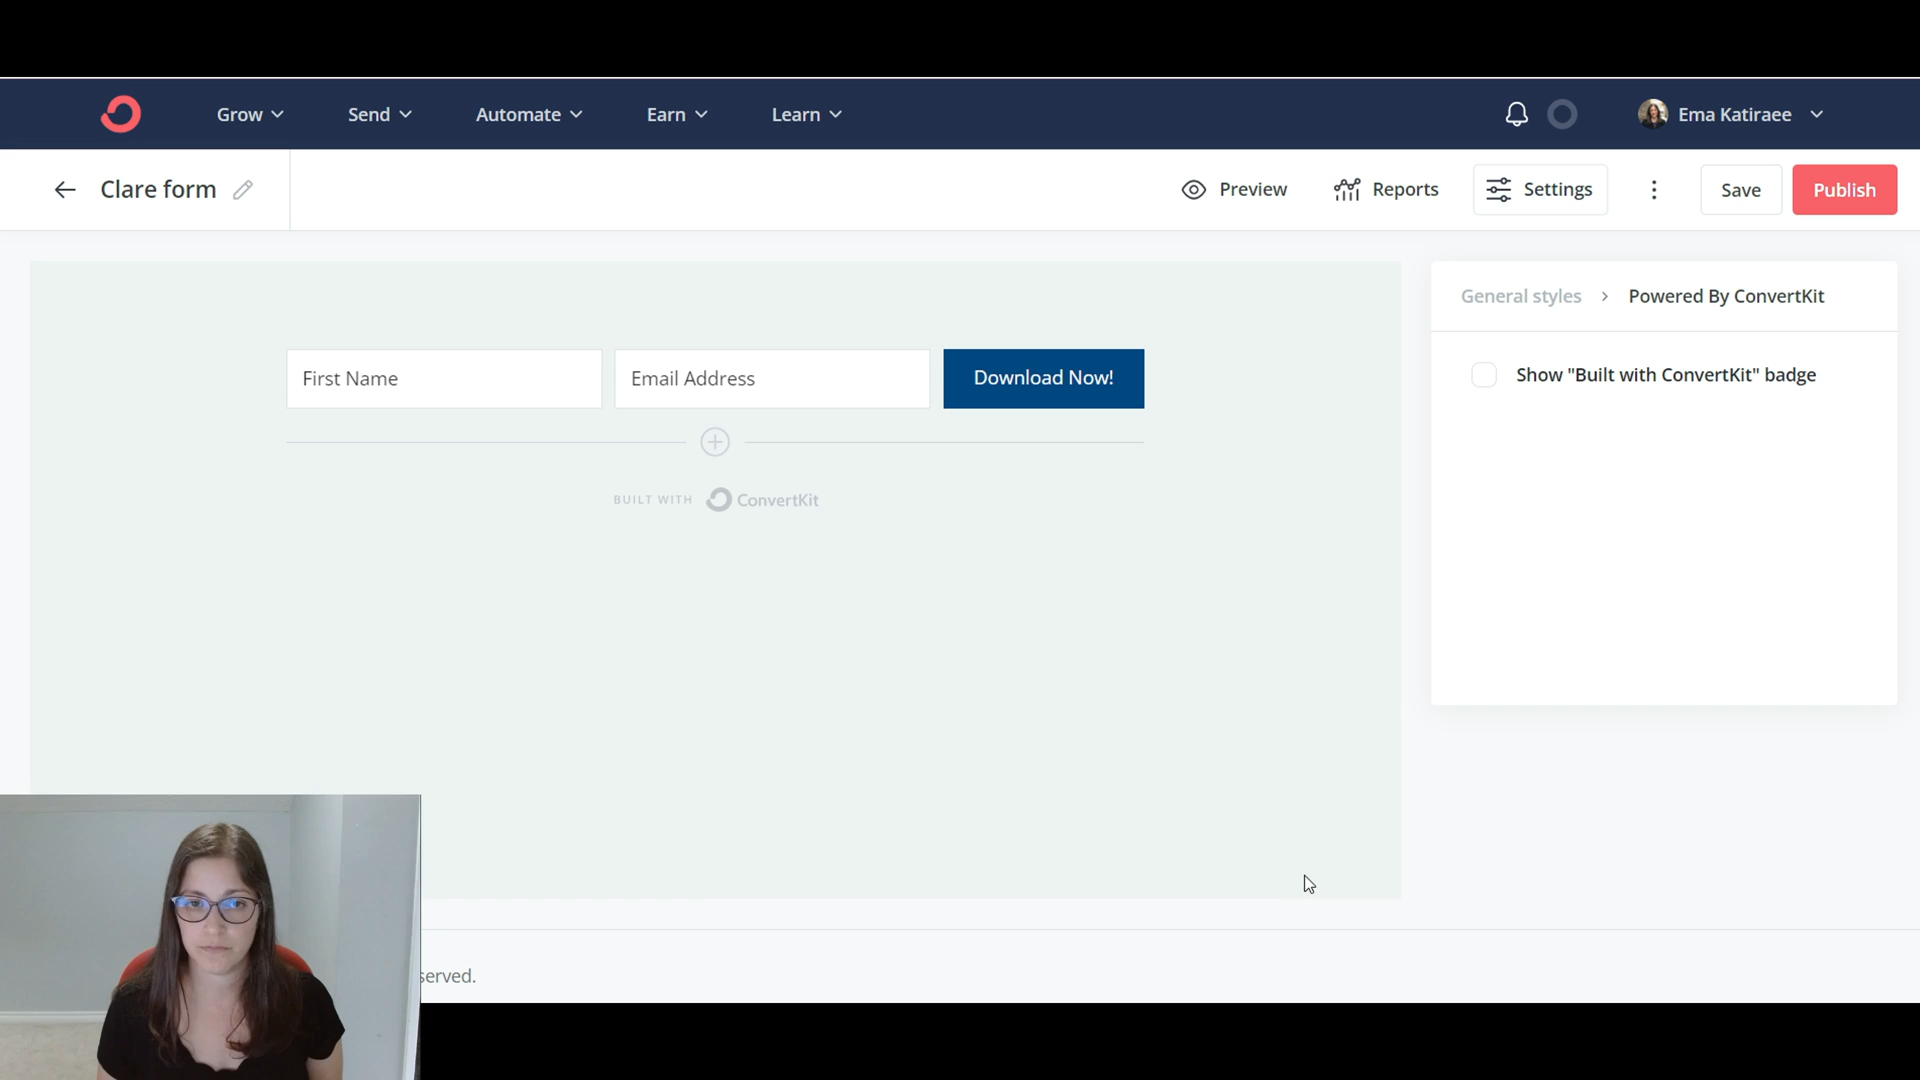 Grow Send Automate Earn Learn Ema Katiraee
Clare form Preview Reports Settings Save Publish
General styles > Powered By ConvertKit
Show "Built with ConvertKit" badge
First Name Email Address Download Now!
BUILT WITH ConvertKit
served.